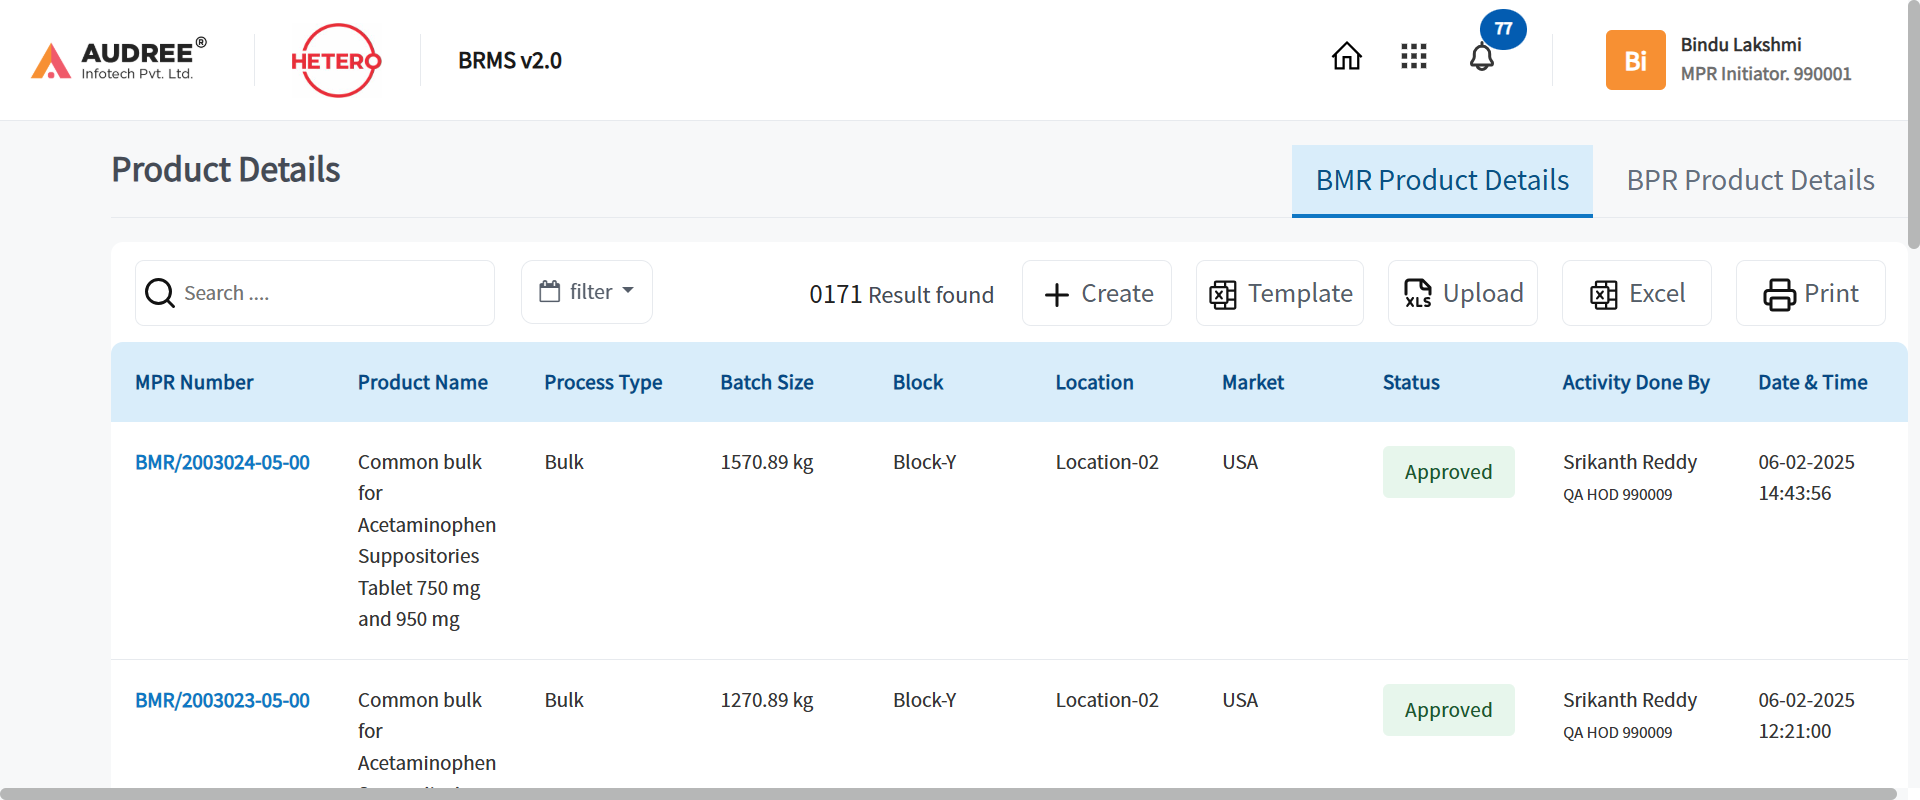 AUDREE®
Infotech Pvt. Ltd.
HETERO
BRMS v2.0
77
Bi
Bindu Lakshmi
MPR Initiator. 990001
Product Details
BMR Product Details
BPR Product Details
Search ....
filter
0171 Result found
Create
Template
XLS Upload
Excel
Print
MPR Number Product Name Process Type Batch Size Block Location Market Status Activity Done By Date & Time
BMR/2003024-05-00 Common bulk Bulk 1570.89 kg Block-Y Location-02 USA Approved Srikanth Reddy 06-02-2025
for QA HOD 990009 14:43:56
Acetaminophen
Suppositories
Tablet 750 mg
and 950 mg
BMR/2003023-05-00 Common bulk Bulk 1270.89 kg Block-Y Location-02 USA Approved Srikanth Reddy 06-02-2025
for QA HOD 990009 12:21:00
Acetaminophen